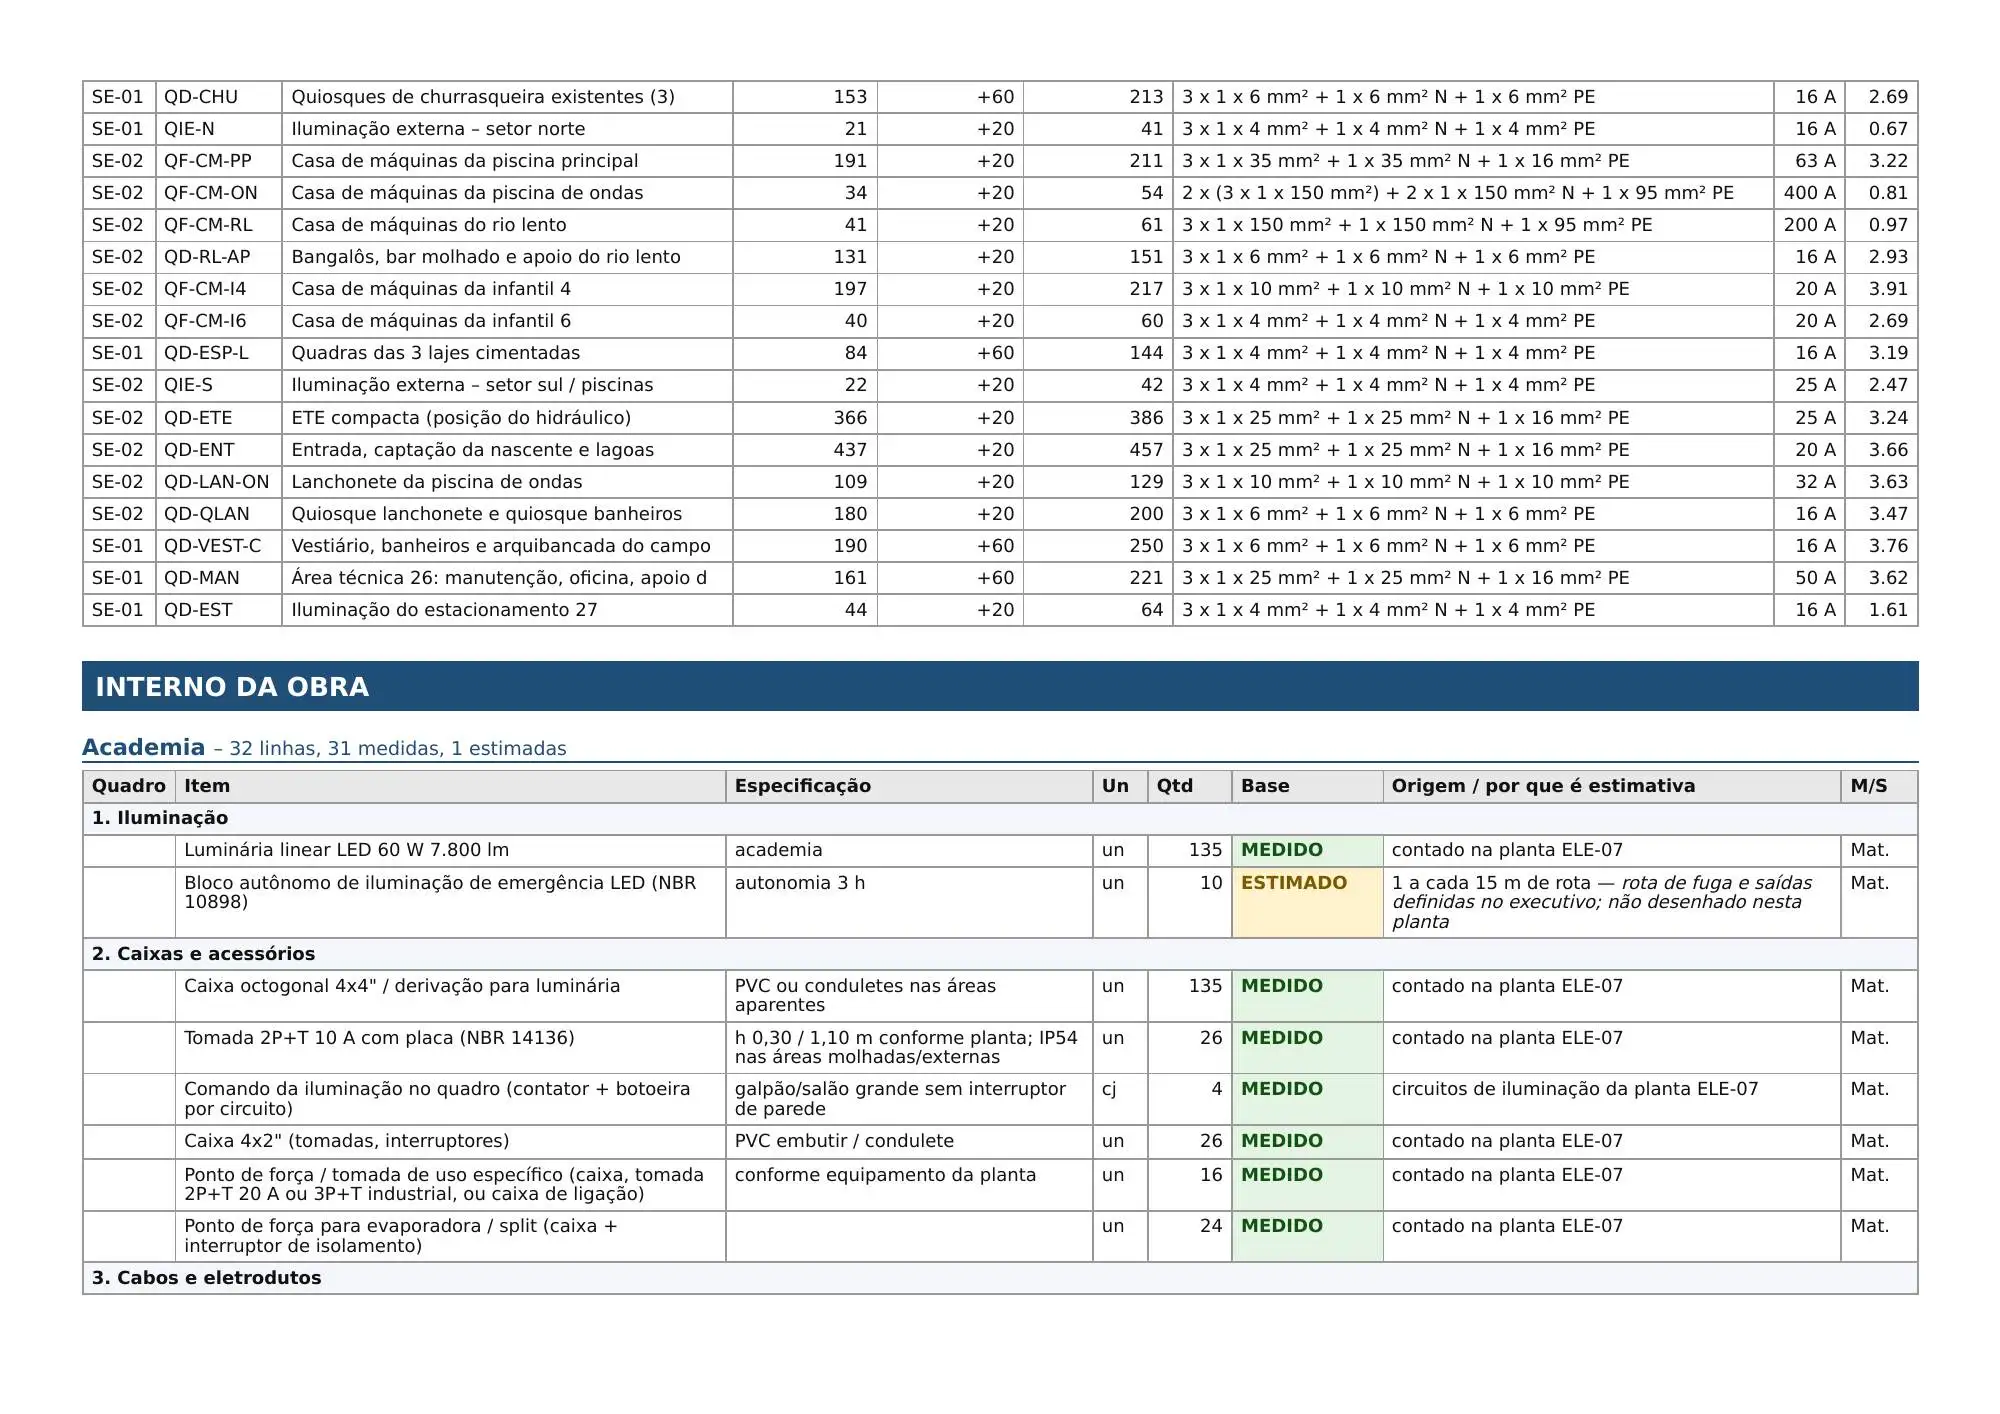 SE-01 QD-CHU Quiosques de churrasqueira existentes (3) 153 +60 213 3 x 1 x 6 mm² + 1 x 6 mm² N + 1 x 6 mm² PE 16 A 2.69
SE-01 QIE-N Iluminação externa – setor norte 21 +20 41 3 x 1 x 4 mm² + 1 x 4 mm² N + 1 x 4 mm² PE 16 A 0.67
SE-02 QF-CM-PP Casa de máquinas da piscina principal 191 +20 211 3 x 1 x 35 mm² + 1 x 35 mm² N + 1 x 16 mm² PE 63 A 3.22
SE-02 QF-CM-ON Casa de máquinas da piscina de ondas 34 +20 54 2 x (3 x 1 x 150 mm²) + 2 x 1 x 150 mm² N + 1 x 95 mm² PE 400 A 0.81
SE-02 QF-CM-RL Casa de máquinas do rio lento 41 +20 61 3 x 1 x 150 mm² + 1 x 150 mm² N + 1 x 95 mm² PE 200 A 0.97
SE-02 QD-RL-AP Bangalôs, bar molhado e apoio do rio lento 131 +20 151 3 x 1 x 6 mm² + 1 x 6 mm² N + 1 x 6 mm² PE 16 A 2.93
SE-02 QF-CM-I4 Casa de máquinas da infantil 4 197 +20 217 3 x 1 x 10 mm² + 1 x 10 mm² N + 1 x 10 mm² PE 20 A 3.91
SE-02 QF-CM-I6 Casa de máquinas da infantil 6 40 +20 60 3 x 1 x 4 mm² + 1 x 4 mm² N + 1 x 4 mm² PE 20 A 2.69
SE-01 QD-ESP-L Quadras das 3 lajes cimentadas 84 +60 144 3 x 1 x 4 mm² + 1 x 4 mm² N + 1 x 4 mm² PE 16 A 3.19
SE-02 QIE-S Iluminação externa – setor sul / piscinas 22 +20 42 3 x 1 x 4 mm² + 1 x 4 mm² N + 1 x 4 mm² PE 25 A 2.47
SE-02 QD-ETE ETE compacta (posição do hidráulico) 366 +20 386 3 x 1 x 25 mm² + 1 x 25 mm² N + 1 x 16 mm² PE 25 A 3.24
SE-02 QD-ENT Entrada, captação da nascente e lagoas 437 +20 457 3 x 1 x 25 mm² + 1 x 25 mm² N + 1 x 16 mm² PE 20 A 3.66
SE-02 QD-LAN-ON Lanchonete da piscina de ondas 109 +20 129 3 x 1 x 10 mm² + 1 x 10 mm² N + 1 x 10 mm² PE 32 A 3.63
SE-02 QD-QLAN Quiosque lanchonete e quiosque banheiros 180 +20 200 3 x 1 x 6 mm² + 1 x 6 mm² N + 1 x 6 mm² PE 16 A 3.47
SE-01 QD-VEST-C Vestiário, banheiros e arquibancada do campo 190 +60 250 3 x 1 x 6 mm² + 1 x 6 mm² N + 1 x 6 mm² PE 16 A 3.76
SE-01 QD-MAN Área técnica 26: manutenção, oficina, apoio d 161 +60 221 3 x 1 x 25 mm² + 1 x 25 mm² N + 1 x 16 mm² PE 50 A 3.62
SE-01 QD-EST Iluminação do estacionamento 27 44 +20 64 3 x 1 x 4 mm² + 1 x 4 mm² N + 1 x 4 mm² PE 16 A 1.61
INTERNO DA OBRA
Academia – 32 linhas, 31 medidas, 1 estimadas
Quadro Item Especificação Un Qtd Base Origem / por que é estimativa M/S
1. Iluminação
Luminária linear LED 60 W 7.800 lm academia un 135 MEDIDO contado na planta ELE-07 Mat.
Bloco autônomo de iluminação de emergência LED (NBR autonomia 3 h un 10 ESTIMADO 1 a cada 15 m de rota — rota de fuga e saídas Mat.
10898) definidas no executivo; não desenhado nesta
planta
2. Caixas e acessórios
Caixa octogonal 4x4" / derivação para luminária PVC ou conduletes nas áreas un 135 MEDIDO contado na planta ELE-07 Mat.
aparentes
Tomada 2P+T 10 A com placa (NBR 14136) h 0,30 / 1,10 m conforme planta; IP54 un 26 MEDIDO contado na planta ELE-07 Mat.
nas áreas molhadas/externas
Comando da iluminação no quadro (contator + botoeira galpão/salão grande sem interruptor cj 4 MEDIDO circuitos de iluminação da planta ELE-07 Mat.
por circuito) de parede
Caixa 4x2" (tomadas, interruptores) PVC embutir / condulete un 26 MEDIDO contado na planta ELE-07 Mat.
Ponto de força / tomada de uso específico (caixa, tomada conforme equipamento da planta un 16 MEDIDO contado na planta ELE-07 Mat.
2P+T 20 A ou 3P+T industrial, ou caixa de ligação)
Ponto de força para evaporadora / split (caixa + un 24 MEDIDO contado na planta ELE-07 Mat.
interruptor de isolamento)
3. Cabos e eletrodutos